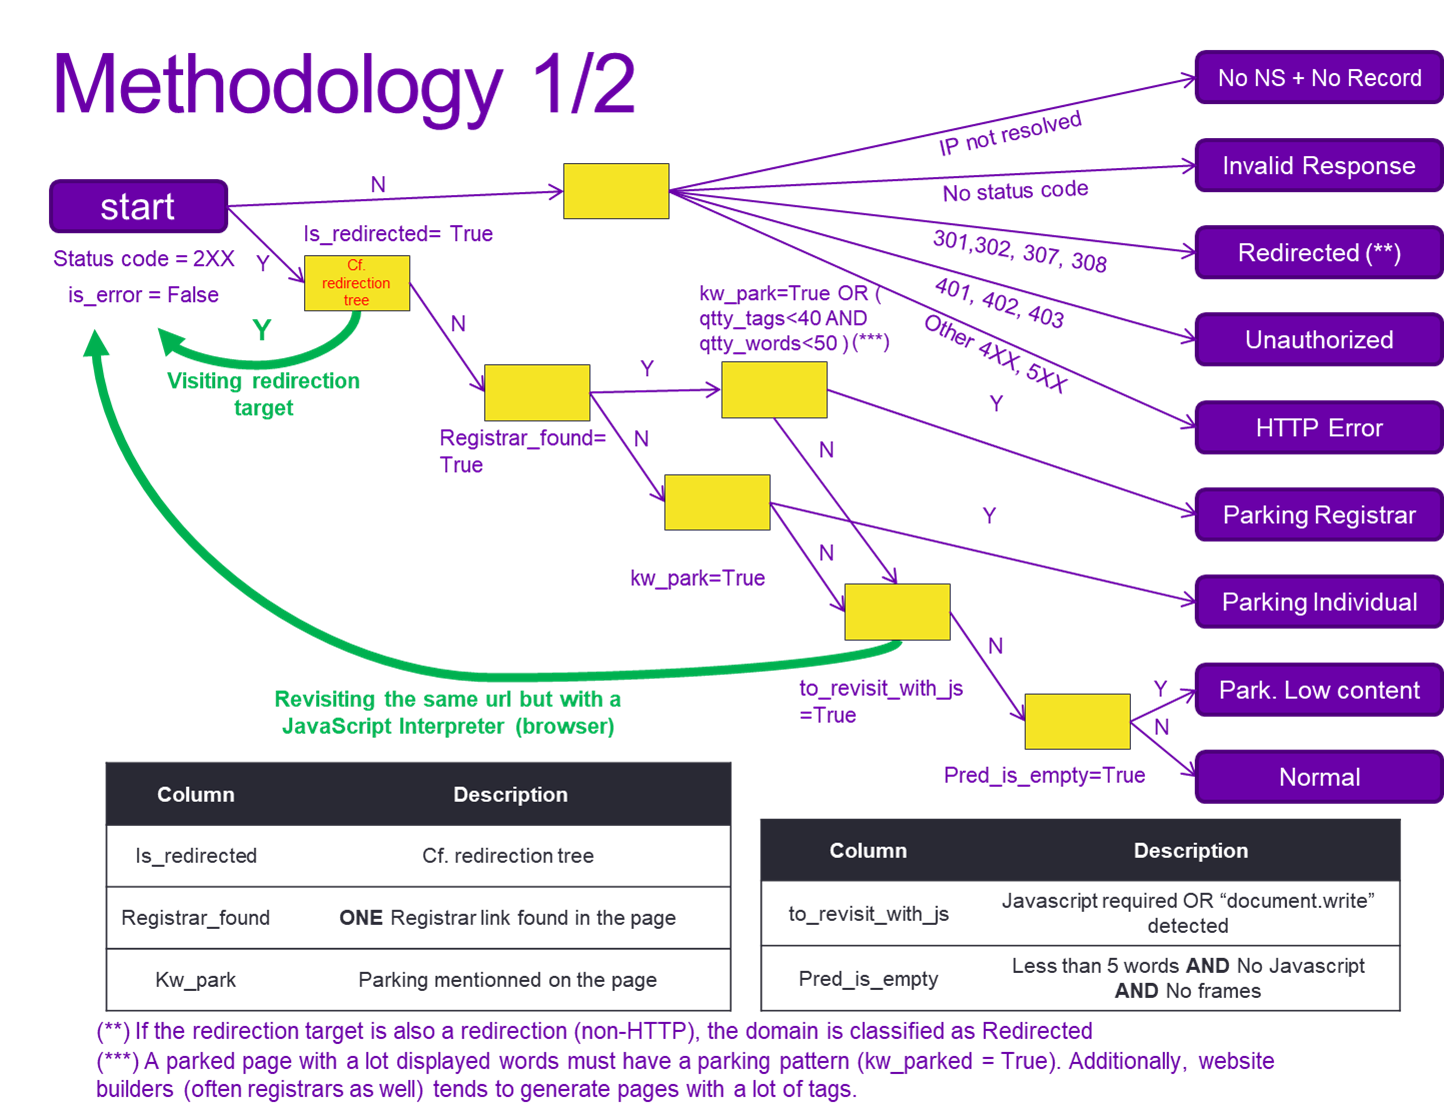 Methodology 1/2
No NS + No Record
IP not resolved
Invalid Response
No status code
N
start
Is_redirected= True
301,302, 307, 308
Redirected (**)
Status code = 2XX
Y
is_error = False
Cf.
redirection
tree
401, 402, 403
Unauthorized
kw_park=True OR (
qtty_tags<40 AND
qtty_words<50 ) (***)
Other 4XX, 5XX
HTTP Error
Y
N
Visiting redirection
target
Y
Y
Registrar_found=
True
N
N
Parking Registrar
Y
kw_park=True
N
Parking Individual
N
to_revisit_with_js
=True
Revisiting the same url but with a
JavaScript Interpreter (browser)
Y
Park. Low content
N
Pred_is_empty=True
Normal
Column Description
Is_redirected Cf. redirection tree
Registrar_found ONE Registrar link found in the page
Kw_park Parking mentionned on the page
Column Description
to_revisit_with_js Javascript required OR “document.write”
detected
Pred_is_empty Less than 5 words AND No Javascript
AND No frames
(**) If the redirection target is also a redirection (non-HTTP), the domain is classified as Redirected
(***) A parked page with a lot displayed words must have a parking pattern (kw_parked = True). Additionally, website
builders (often registrars as well) tends to generate pages with a lot of tags.